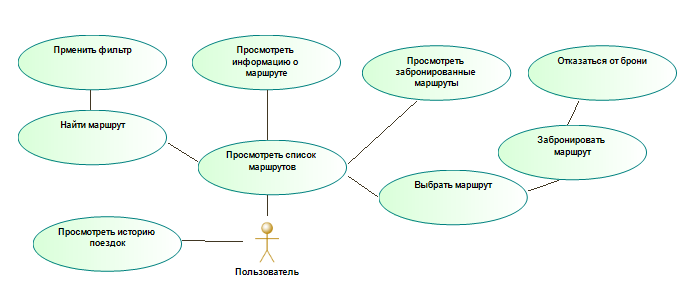 Прменить фильтр
Просмотреть
информацию о
маршруте
Просмотреть
забронированные
маршруты
Отказаться от брони
Найти маршрут
Просмотреть список
маршрутов
Забронировать
маршрут
Выбрать маршрут
Просмотреть историю
поездок
Пользователь